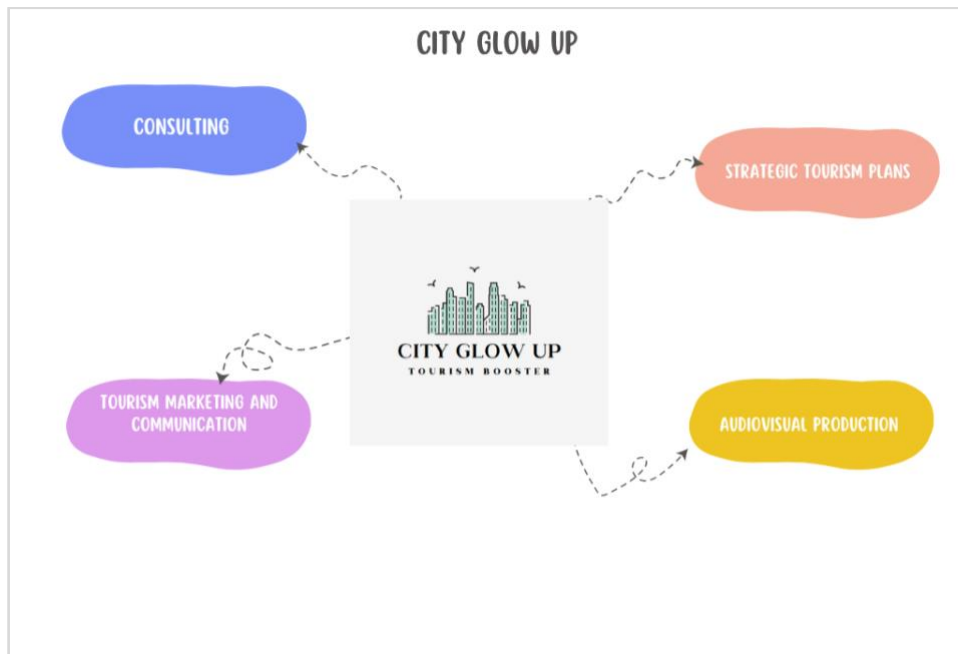 CITY GLOW UP
CONSULTING
STRATEGIC TOURISM PLANS
CITY GLOW UP
TOURISM BOOSTER
TOURISM MARKETING AND
COMMUNICATION
AUDIOVISUAL PRODUCTION